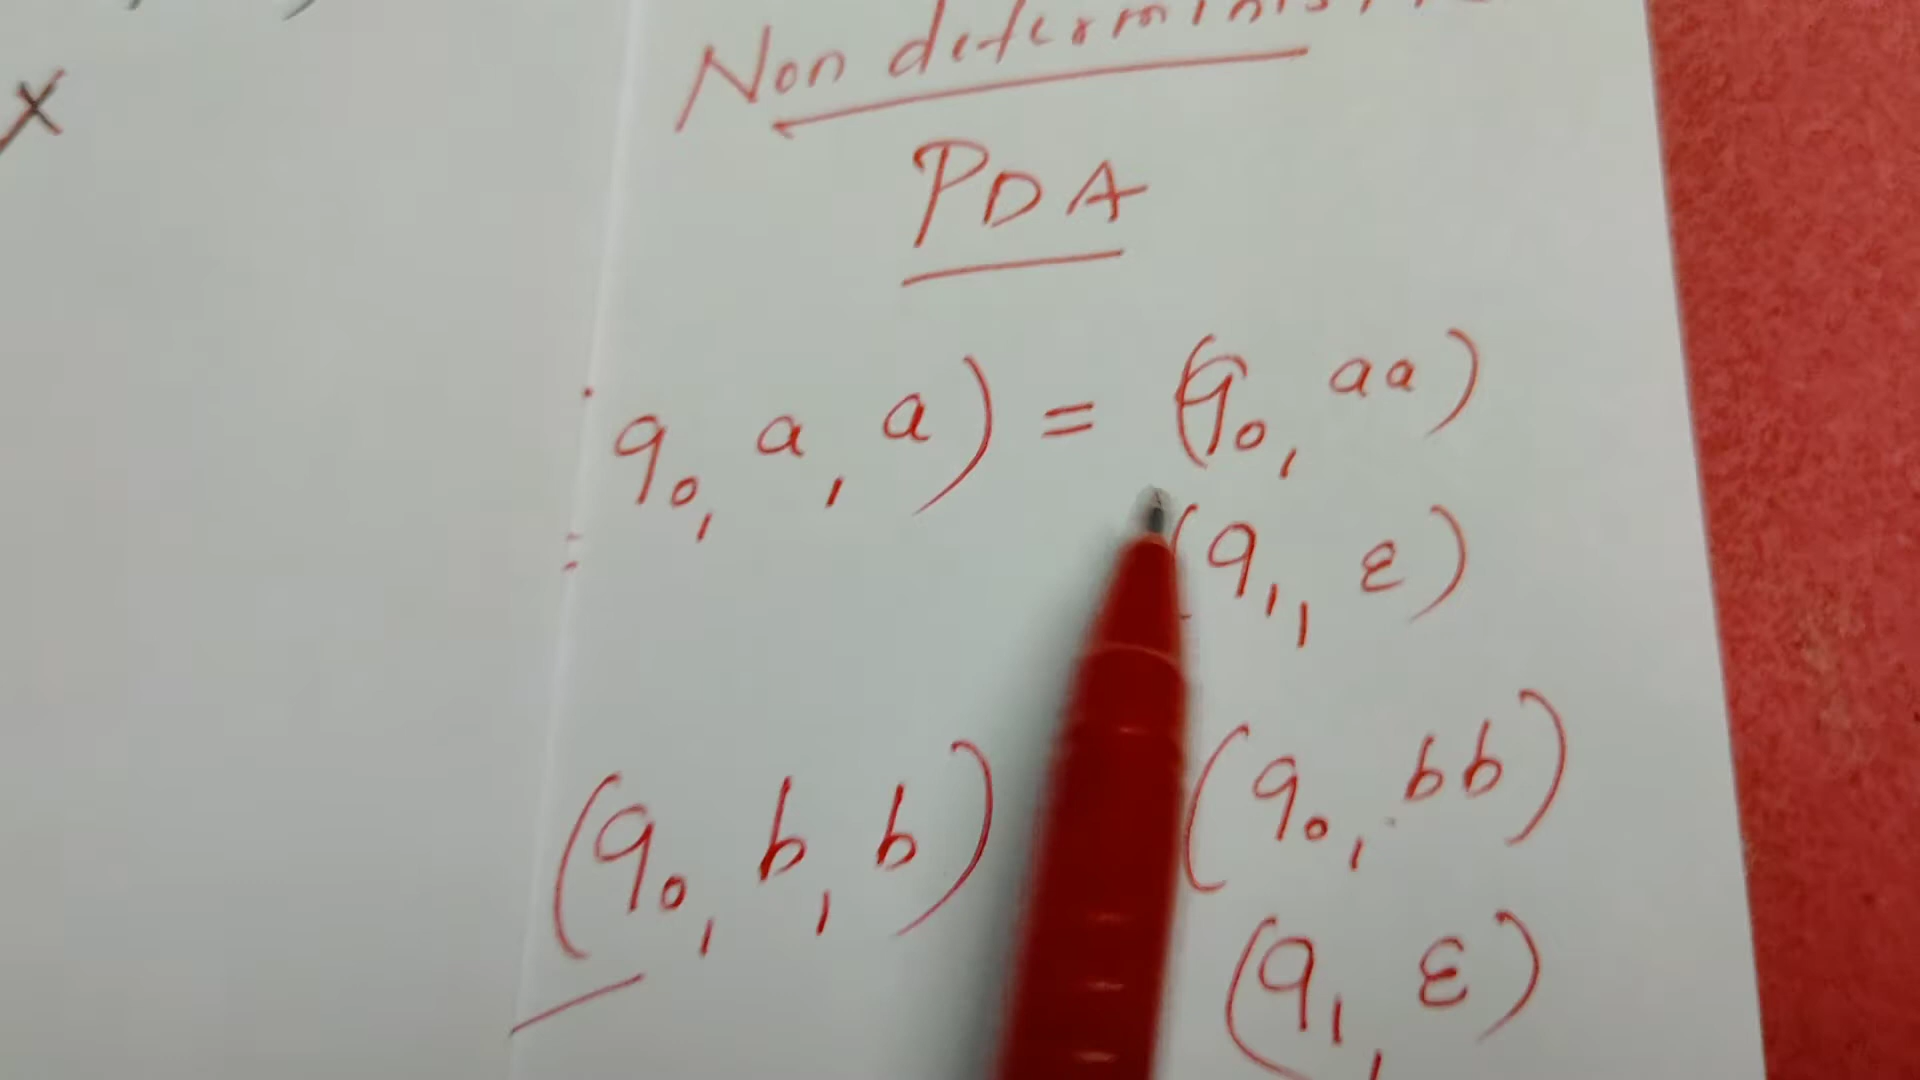 Non deterministic
PDA
q₀, a, a) = (q₀, aa)
(q₁, ε)
(q₀, b, b) (q₀, bb)
(q₁, ε)
X